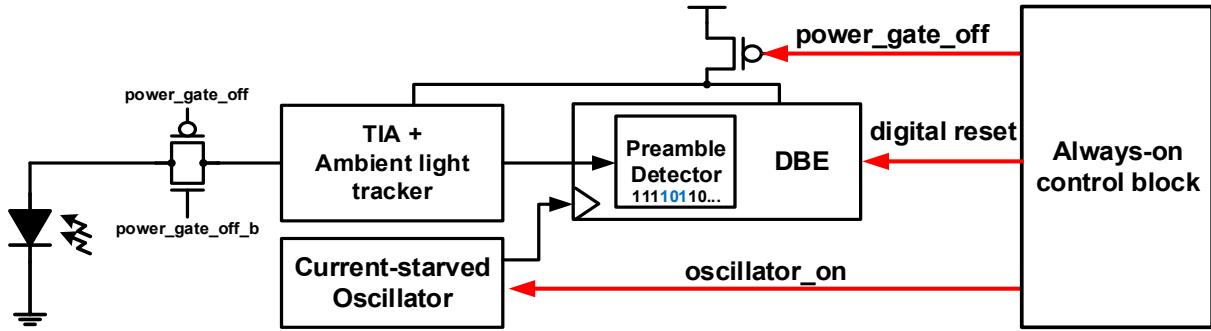 power_gate_off
power_gate_off
digital reset
Always-on
control block
TIA +
Ambient light
tracker
Preamble
Detector
11110110...
DBE
power_gate_off_b
Current-starved
Oscillator
oscillator_on